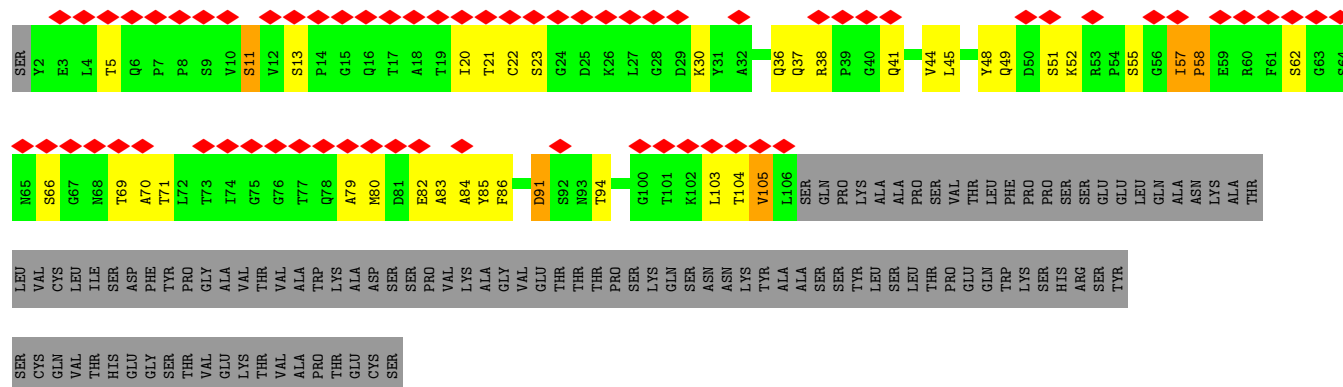 SER Y2 E3 L4 T5 Q6 P7 P8 S9 V10 S11 V12 S13 P14 G15 Q16 T17 A18 T19 I20 T21 C22 S23 G24 D25 K26 L27 G28 D29 K30 Y31 A32 Q36 Q37 R38 P39 G40 Q41 V44 L45 Y48 Q49 D50 S51 K52 R53 P54 S55 G56 I57 P58 E59 R60 F61 S62 G63 S64
N65 S66 G67 N68 T69 A70 T71 L72 T73 I74 G75 G76 T77 Q78 A79 M80 D81 E82 A83 A84 Y85 F86 D91 S92 N93 T94 G100 T101 K102 L103 T104 V105 L106 SER GLN PRO LYS ALA ALA PRO SER VAL THR LEU PHE PRO PRO SER SER GLU GLU LEU GLN ALA ASN LYS ALA THR
LEU VAL CYS LEU ILE SER ASP PHE TYR PRO GLY ALA VAL THR VAL ALA TRP LYS ALA ASP SER SER PRO VAL LYS ALA GLY VAL GLU THR THR THR PRO SER LYS GLN SER ASN ASN LYS TYR ALA ALA SER SER TYR LEU SER LEU THR PRO GLU GLN TRP LYS SER HIS ARG SER TYR
SER CYS GLN VAL THR HIS GLU GLY SER THR VAL GLU LYS THR VAL ALA PRO THR GLU CYS SER